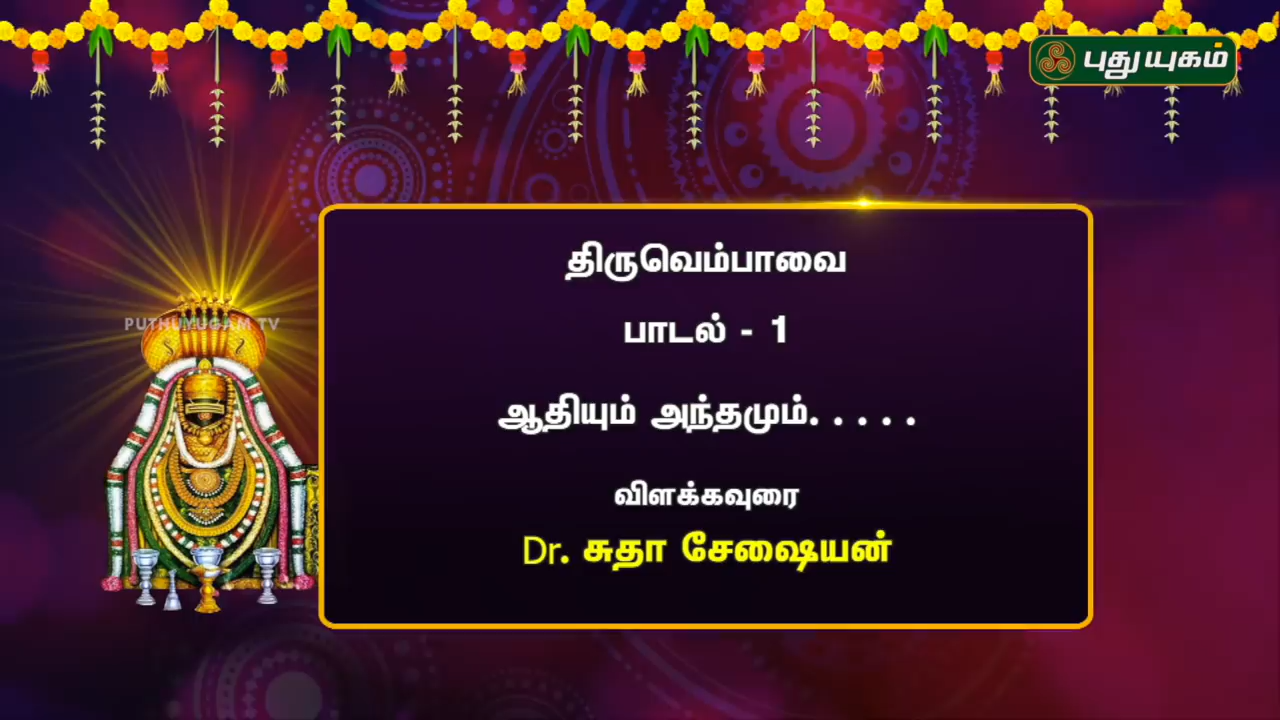 புதுயுகம்
PUTHUYUGAM TV
திருவெம்பாவை
பாடல் - 1
ஆதியும் அந்தமும். . . . .
விளக்கவுரை
Dr. சுதா சேஷையன்